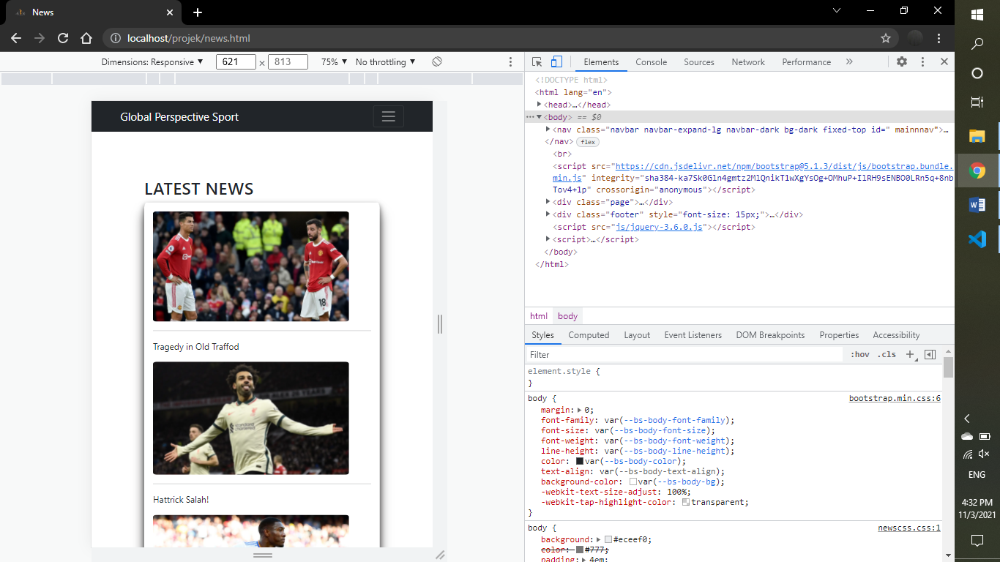 News
localhost/projek/news.html
Dimensions: Responsive ▼ 621 × 813 75% ▼ No throttling ▼
Elements Console Sources Network Performance »
<!DOCTYPE html>
<html lang="en">
<head>…</head>
<body> == $0
<nav class="navbar navbar-expand-lg navbar-dark bg-dark fixed-top id=" mainnnav">…
</nav> flex
<br>
<script src="https://cdn.jsdelivr.net/npm/bootstrap@5.1.3/dist/js/bootstrap.bundle.
min.js" integrity="sha384-ka7Sk0Gln4gmtz2MlQnikT1wXgYsOg+OMhuP+IlRH9sENBO0LRn5q+8nb
Tov4+1p" crossorigin="anonymous"></script>
<div class="page">…</div>
<div class="footer" style="font-size: 15px;">…</div>
<script src="js/jquery-3.6.0.js"></script>
<script>…</script>
</body>
</html>
html body
Styles Computed Layout Event Listeners DOM Breakpoints Properties Accessibility
Filter :hov .cls +
element.style {
}
body { bootstrap.min.css:6
margin: 0;
font-family: var(--bs-body-font-family);
font-size: var(--bs-body-font-size);
font-weight: var(--bs-body-font-weight);
line-height: var(--bs-body-line-height);
color: var(--bs-body-color);
text-align: var(--bs-body-text-align);
background-color: var(--bs-body-bg);
-webkit-text-size-adjust: 100%;
-webkit-tap-highlight-color: transparent;
}
body { newscss.css:1
background: #eceef0;
color: #777;
padding: 4em;
Global Perspective Sport
LATEST NEWS
18
Tragedy in Old Traffod
Hattrick Salah!
ENG
4:32 PM
11/3/2021